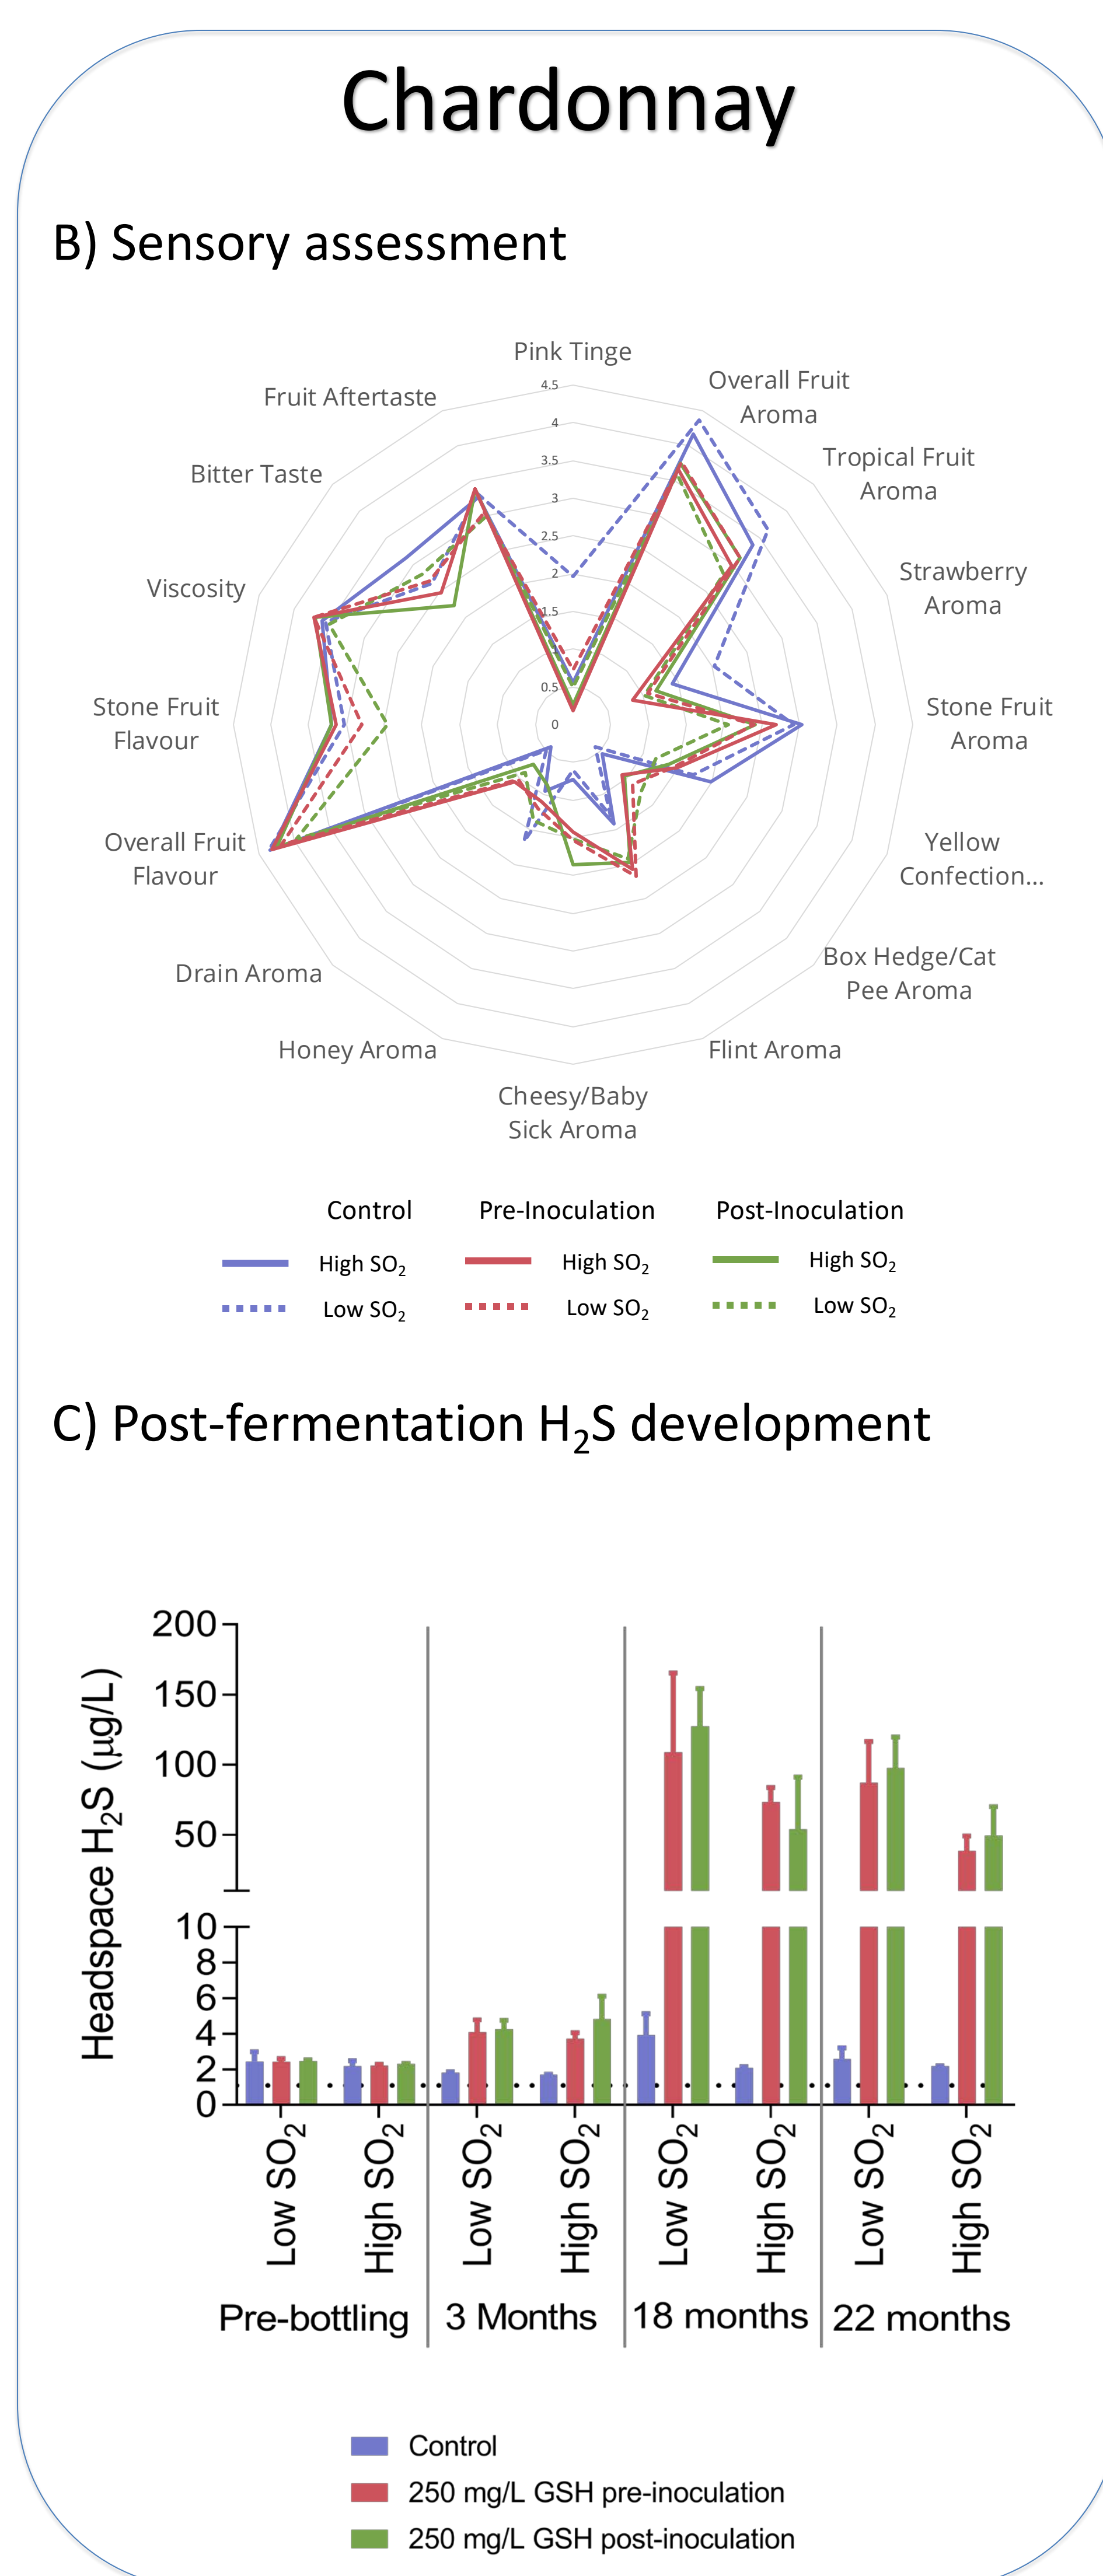 Chardonnay
B) Sensory assessment
Pink Tinge
Overall Fruit
Aroma
Tropical Fruit
Aroma
Strawberry
Aroma
Stone Fruit
Aroma
Yellow
Confection...
Box Hedge/Cat
Pee Aroma
Flint Aroma
Cheesy/Baby
Sick Aroma
Honey Aroma
Drain Aroma
Overall Fruit
Flavour
Stone Fruit
Flavour
Viscosity
Bitter Taste
Fruit Aftertaste
4.5
4
3.5
3
2.5
2
1.5
1
0.5
0
Control Pre-Inoculation Post-Inoculation
High SO₂ High SO₂ High SO₂
Low SO₂ Low SO₂ Low SO₂
C) Post-fermentation H₂S development
Headspace H₂S (µg/L)
200
150
100
50
10
8
6
4
2
0
Low SO₂
High SO₂
Low SO₂
High SO₂
Low SO₂
High SO₂
Low SO₂
High SO₂
Pre-bottling 3 Months 18 months 22 months
Control
250 mg/L GSH pre-inoculation
250 mg/L GSH post-inoculation